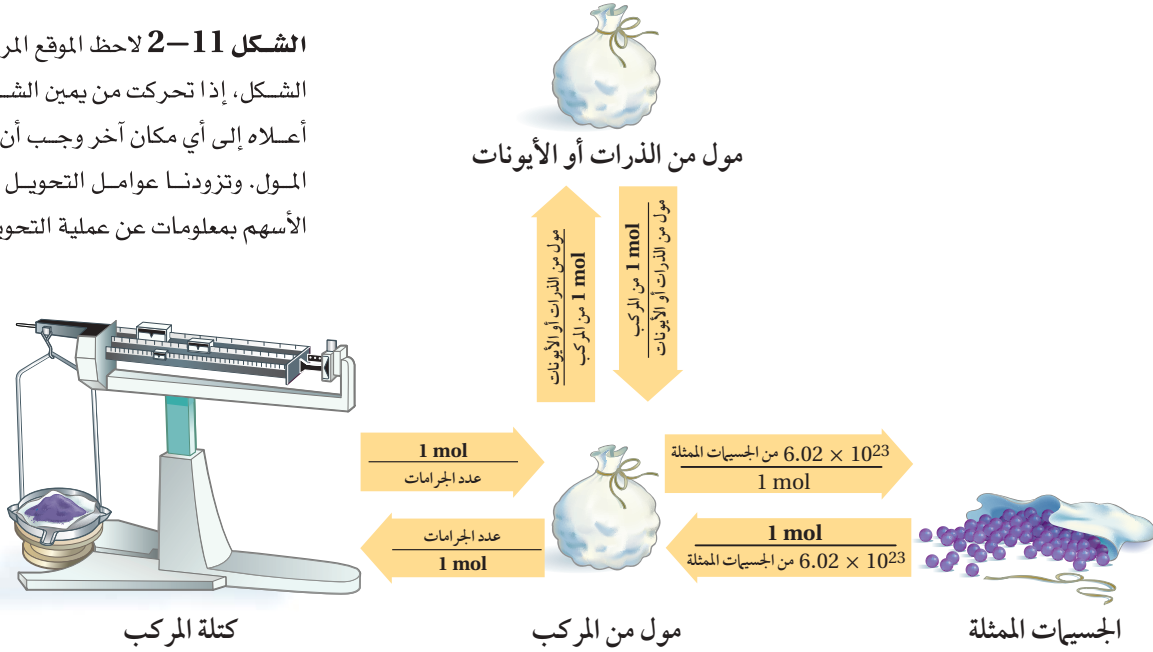 الشكل 11–2 لاحظ الموقع
الشكل، إذا تحركت من يمين
أعلاه إلى أي مكان آخر وجب أن
المول. وتزودنا عوامل التحويل
الأسهم بمعلومات عن عملية
مول من الذرات أو الأيونات
مول من الذرات أو الأيونات
1 mol من المركب
1 mol من المركب
مول من الذرات أو الأيونات
1 mol
عدد الجرامات
6.02 × 10²³ من الجسيمات الممثلة
1 mol
عدد الجرامات
1 mol
1 mol
6.02 × 10²³ من الجسيمات الممثلة
الجسيمات الممثلة
مول من المركب
كتلة المركب